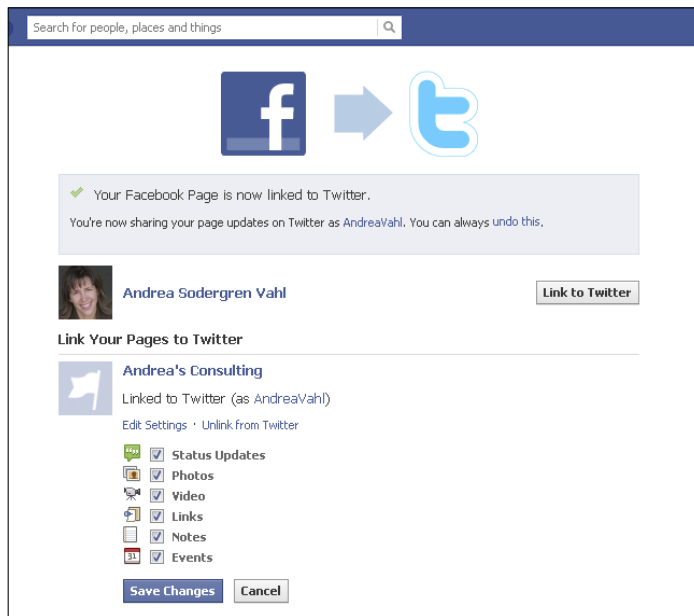 Search for people, places and things
f
t
Your Facebook Page is now linked to Twitter.
You're now sharing your page updates on Twitter as AndreaVahl. You can always undo this.
Andrea Sodergren Vahl
Link to Twitter
Link Your Pages to Twitter
Andrea's Consulting
Linked to Twitter (as AndreaVahl)
Edit Settings · Unlink from Twitter
Status Updates
Photos
Video
Links
Notes
31 Events
Save Changes Cancel